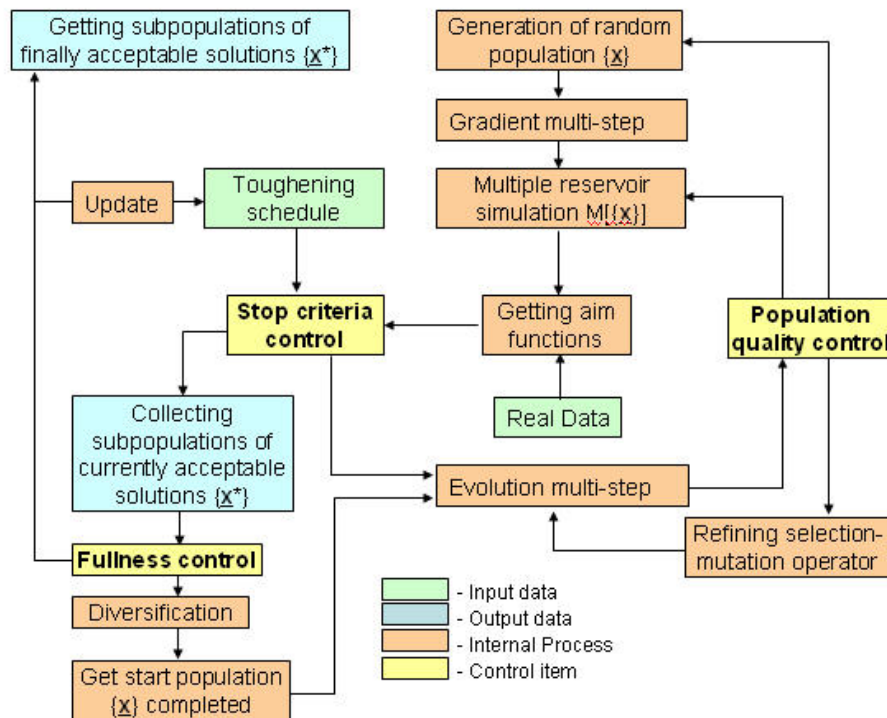 Getting subpopulations of
finally acceptable solutions {x*}
Generation of random
population {x}
Gradient multi-step
Update
Toughening
schedule
Multiple reservoir
simulation M[{x}]
Stop criteria
control
Getting aim
functions
Population
quality control
Collecting
subpopulations of
currently acceptable
solutions {x*}
Real Data
Evolution multi-step
Fullness control
Refining selection-
mutation operator
Diversification
Get start population
{x} completed
- Input data
- Output data
- Internal Process
- Control item